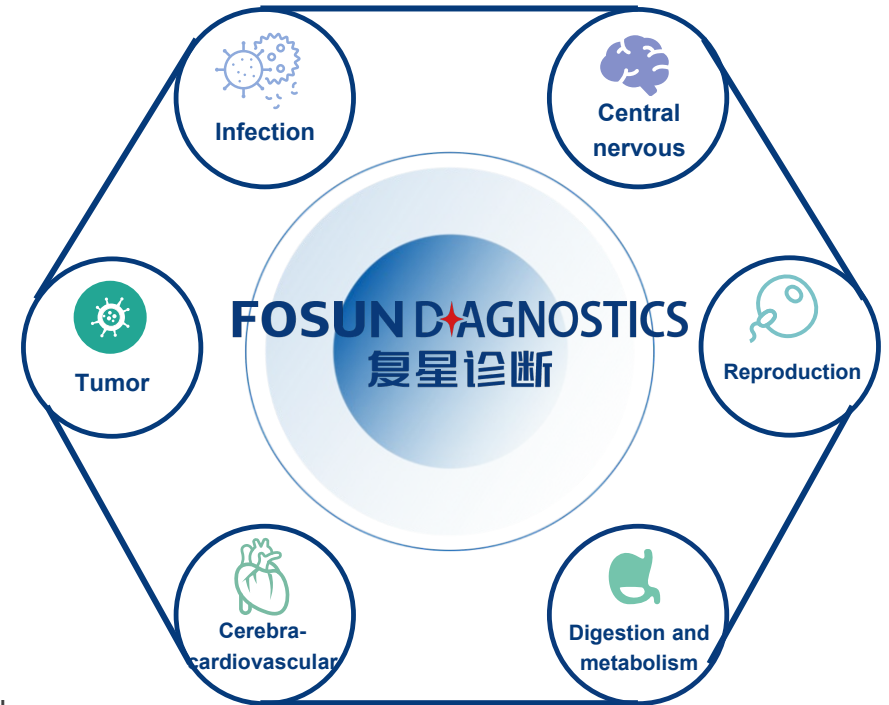 Infection
Central
nervous
Tumor
FOSUN DIAGNOSTICS
复星诊断
Reproduction
Cerebra-
cardiovascular
Digestion and
metabolism